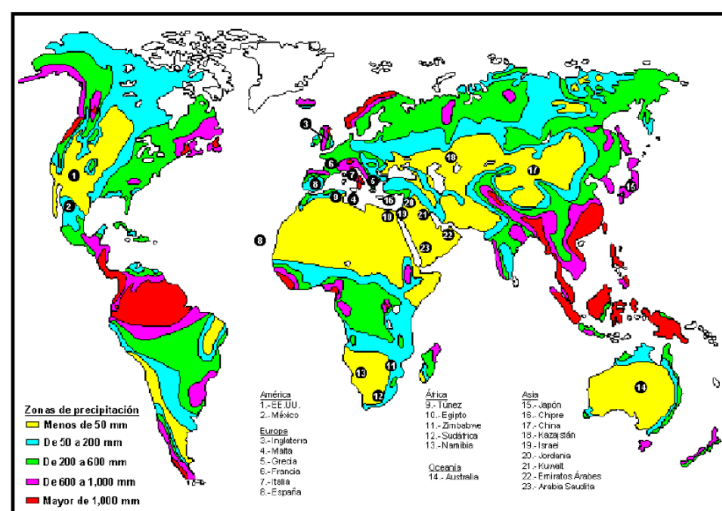 Zonas de precipitación
Menos de 50 mm
De 50 a 200 mm
De 200 a 600 mm
De 600 a 1,000 mm
Mayor de 1,000 mm
América
1.-EE.UU.
2.-México
Europa
3.-Inglaterra
4.-Malta
5.-Grecia
6.-Francia
7.-Italia
8.-España
África
9.-Túnez
10.-Egipto
11.-Zimbabwe
12.-Sudáfrica
13.-Namibia
Oceanía
14.-Australia
Asia
15.-Japón
16.-Chipre
17.-China
18.-Kazajstán
19.-Israel
20.-Jordania
21.-Kuwait
22.-Emiratos Árabes
23.-Arabia Saudita